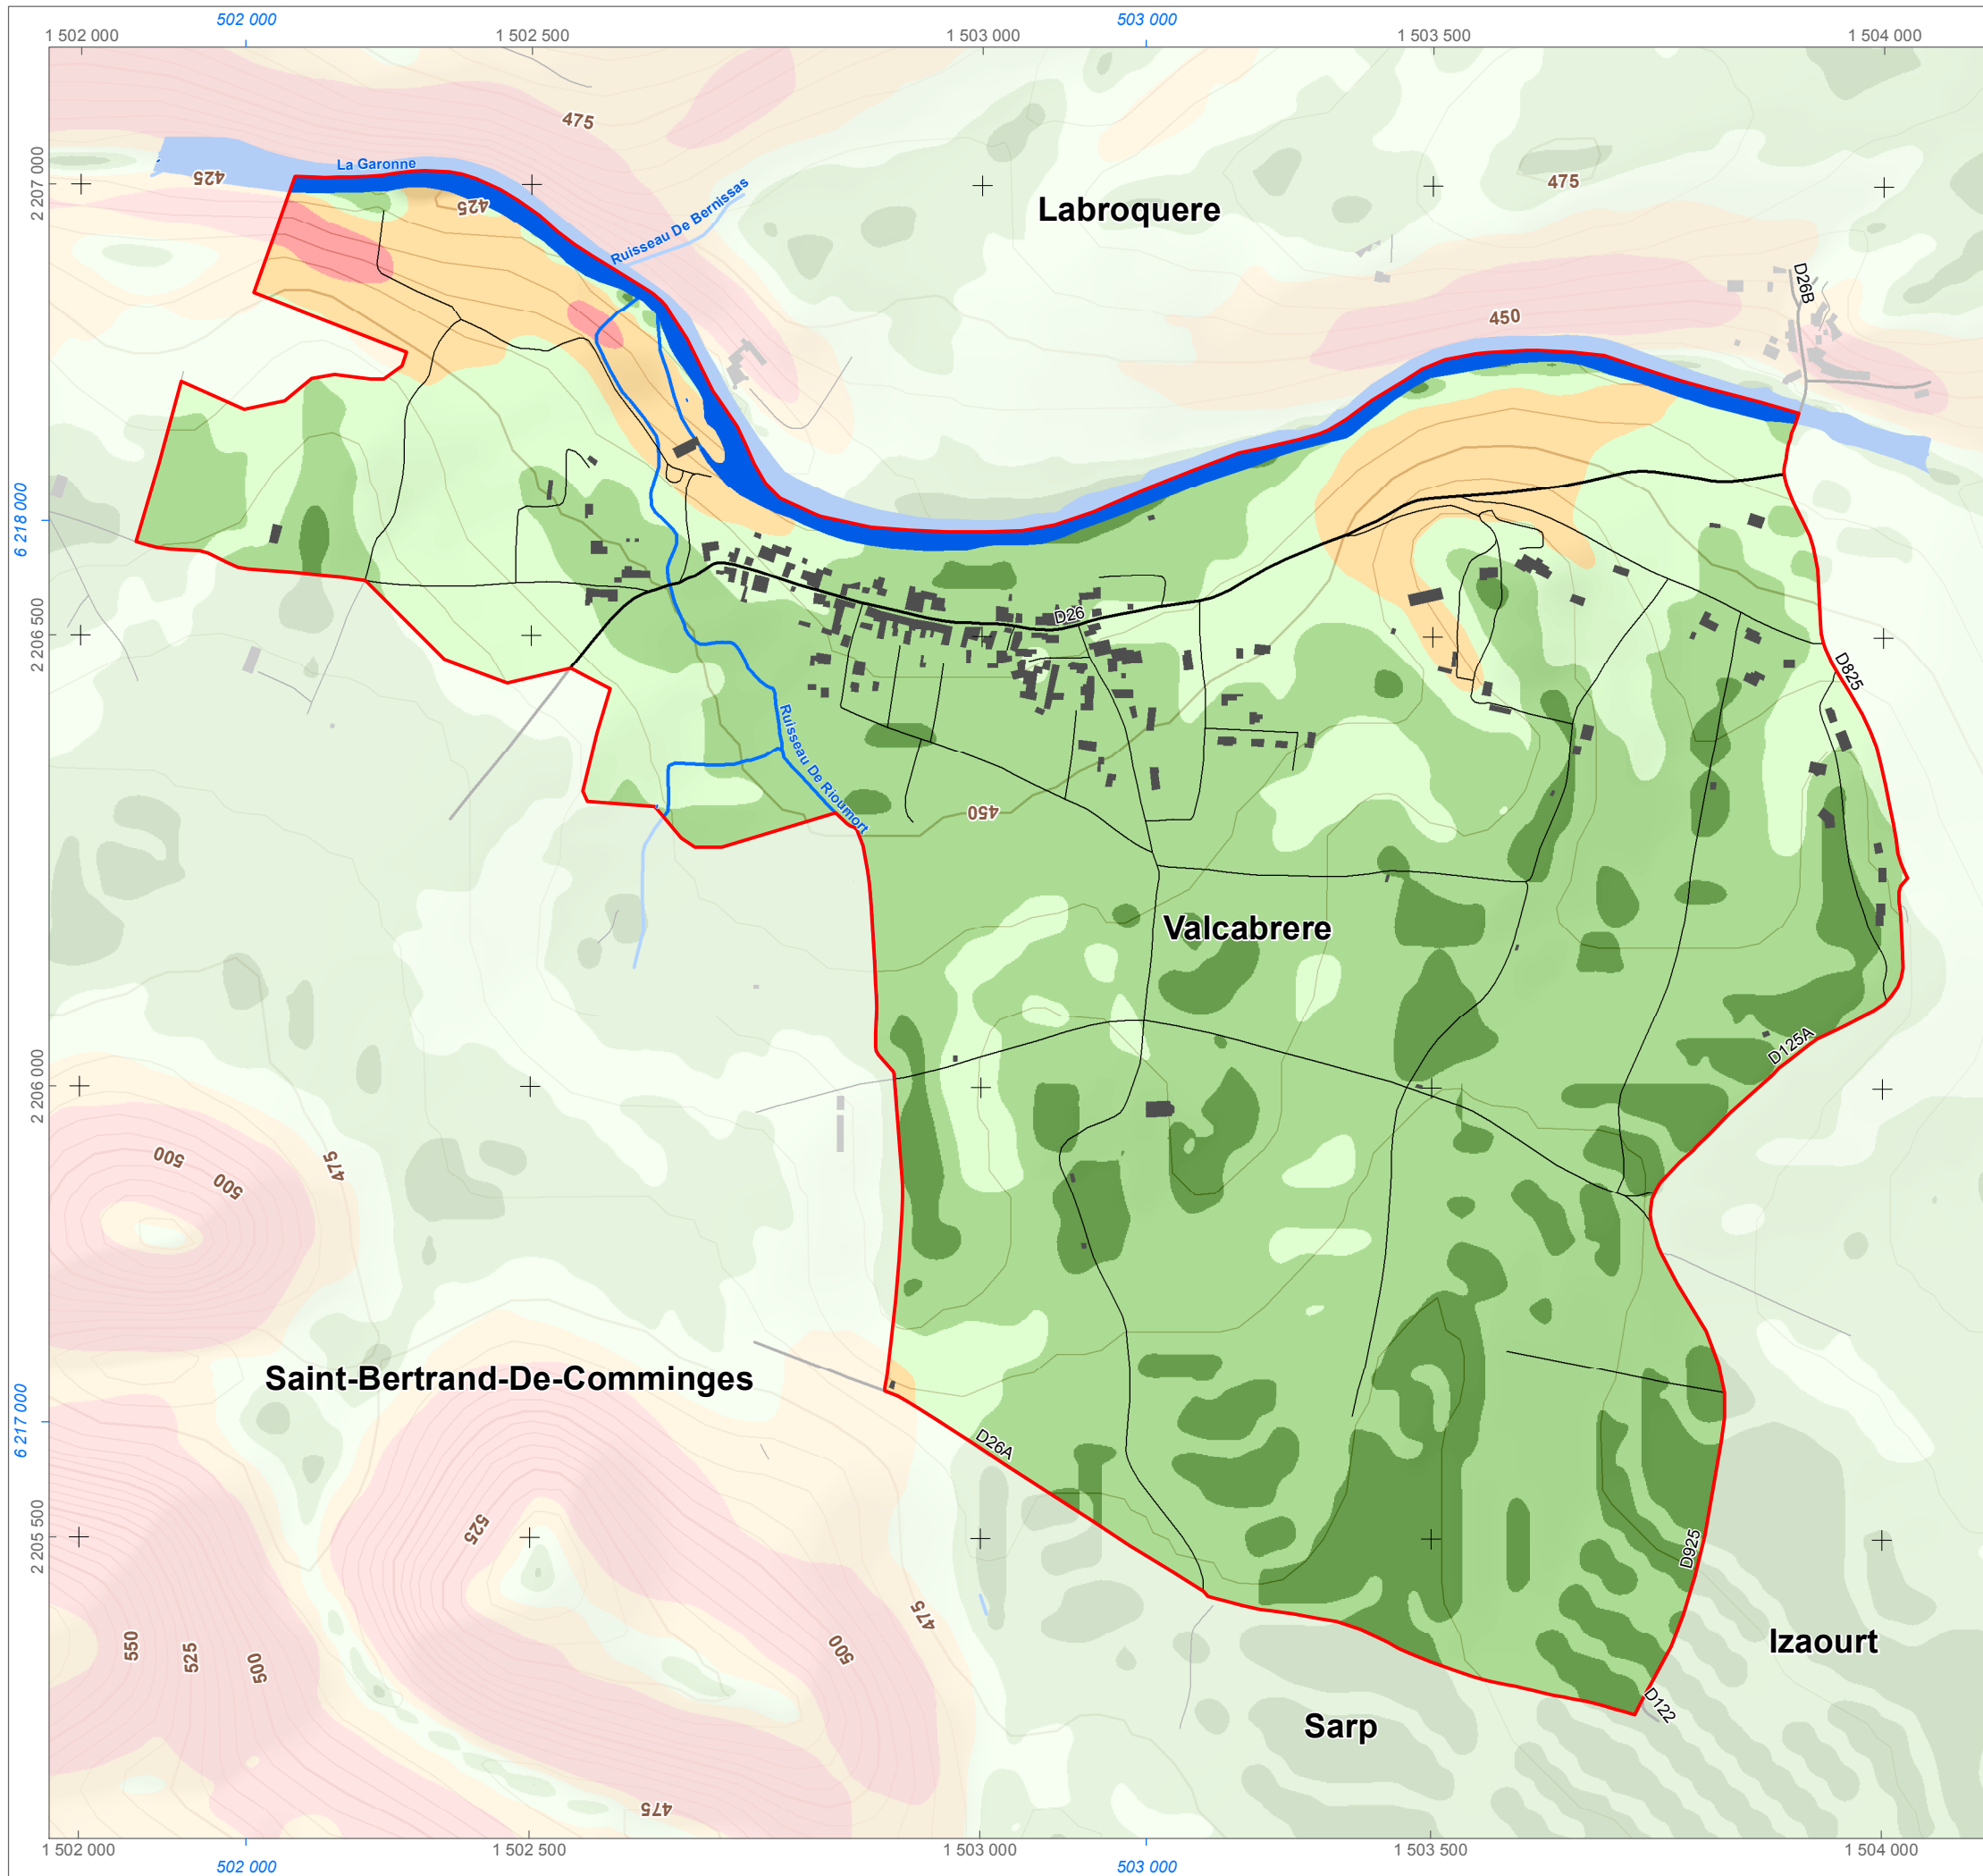 502 000
503 000
1 502 000
1 502 500
1 503 000
1 503 500
1 504 000
475
La Garonne
2 207 000
425
475
425
Ruisseau De Bernissas
Labroquere
D26B
450
6 218 000
D26
2 206 500
D825
Ruisseau De Rioumort
450
Valcabrere
D125A
2 206 000
500
475
500
Saint-Bertrand-De-Comminges
6 217 000
D26A
525
2 205 500
D925
475
550
525
500
500
Izaourt
D122
Sarp
475
1 502 000
1 502 500
1 503 000
1 503 500
1 504 000
502 000
503 000